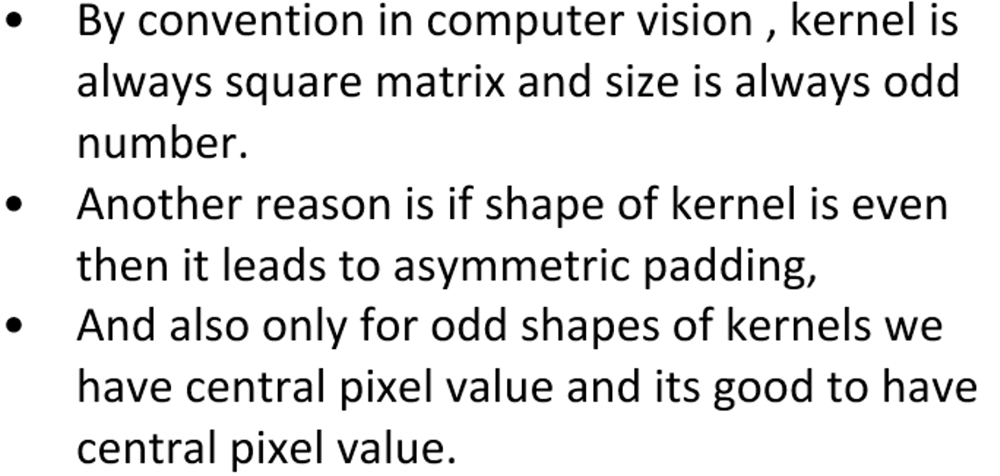 • By convention in computer vision , kernel is
always square matrix and size is always odd
number.
• Another reason is if shape of kernel is even
then it leads to asymmetric padding,
• And also only for odd shapes of kernels we
have central pixel value and its good to have
central pixel value.